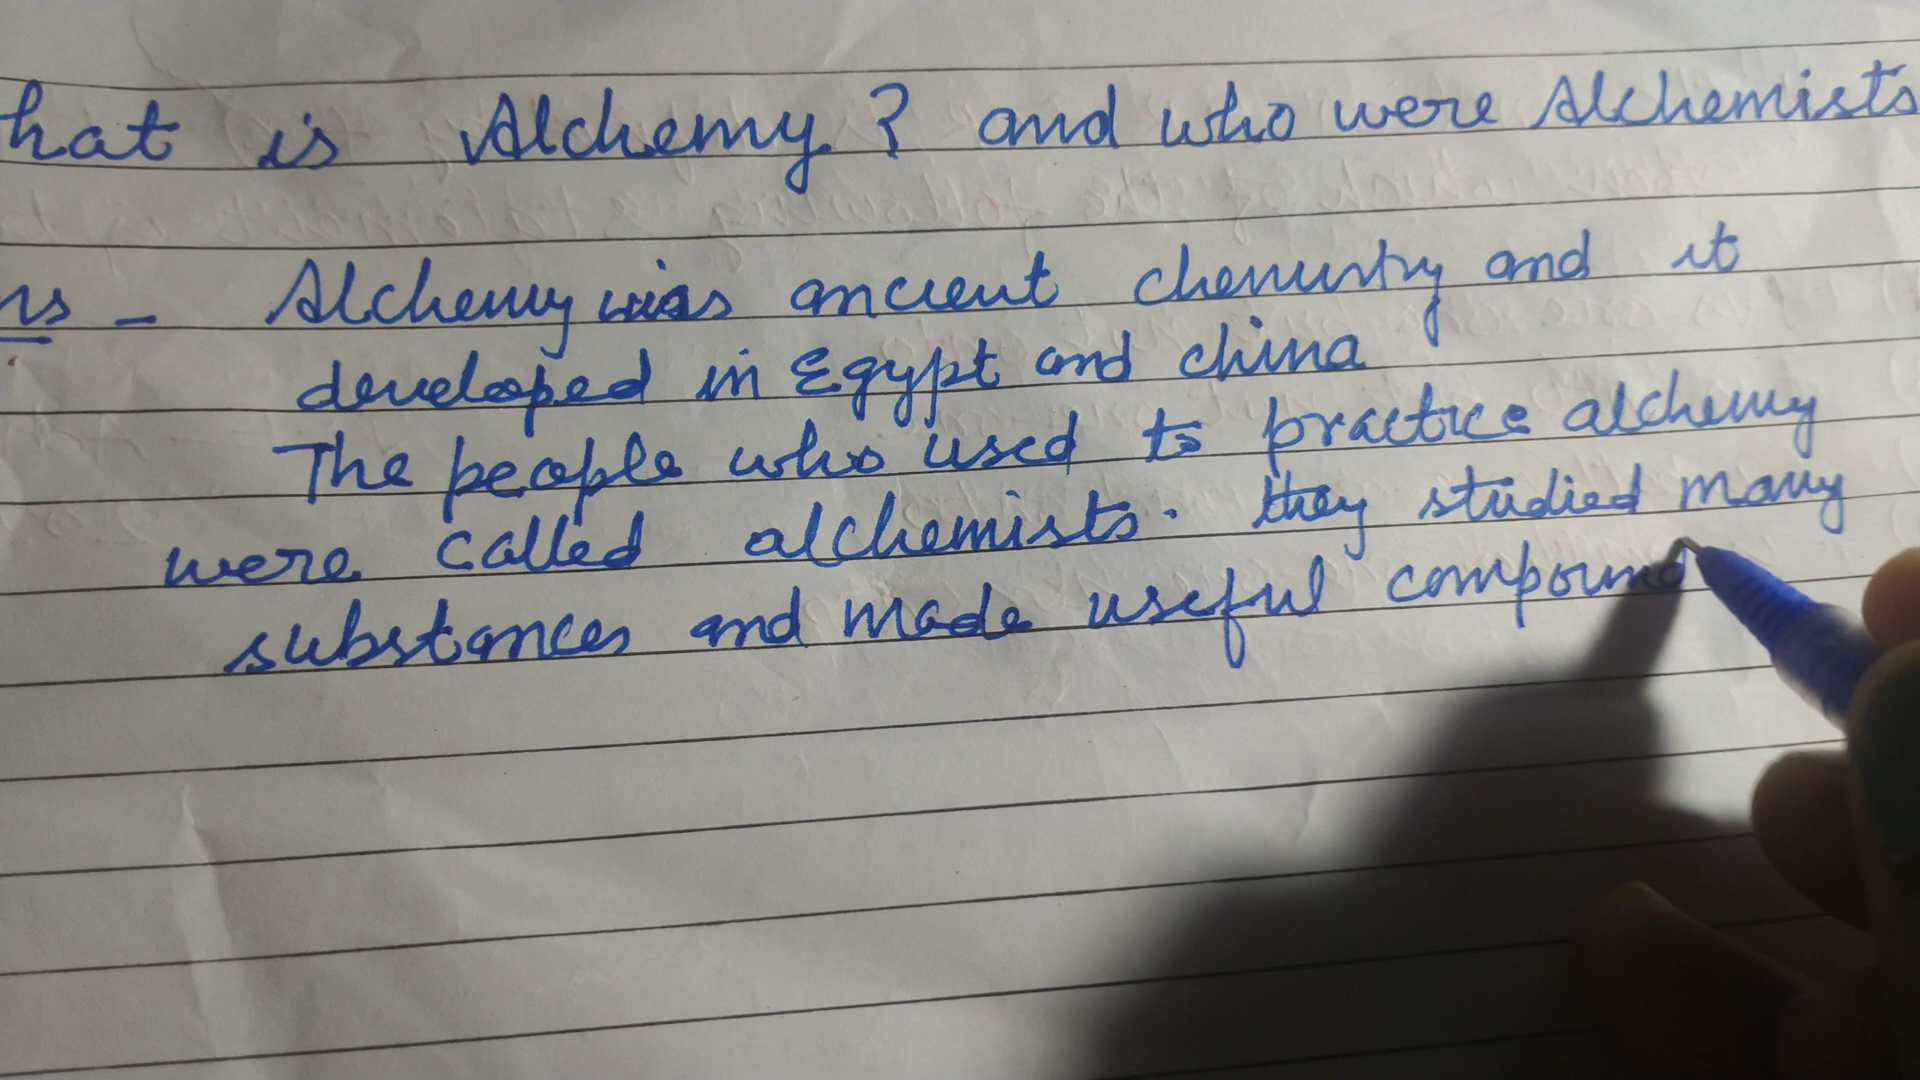 hat is Alchemy? and who were Alchemists
ns - Alchemy was ancient chemistry and it
developed in Egypt and china
The people who used to practice alchemy
were called alchemists. they studied many
substances and made useful compound